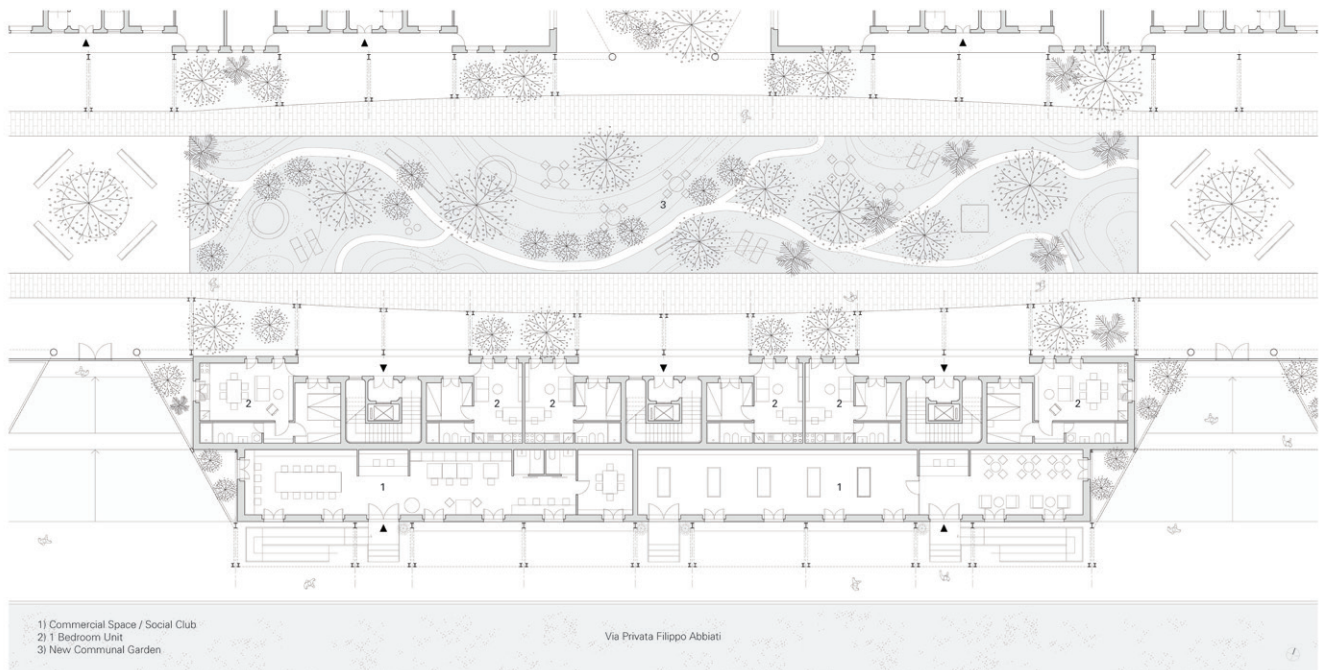 3
2
2
2
2
2
2
1
1
1) Commercial Space / Social Club
2) 1 Bedroom Unit
3) New Communal Garden
Via Privata Filippo Abbiati